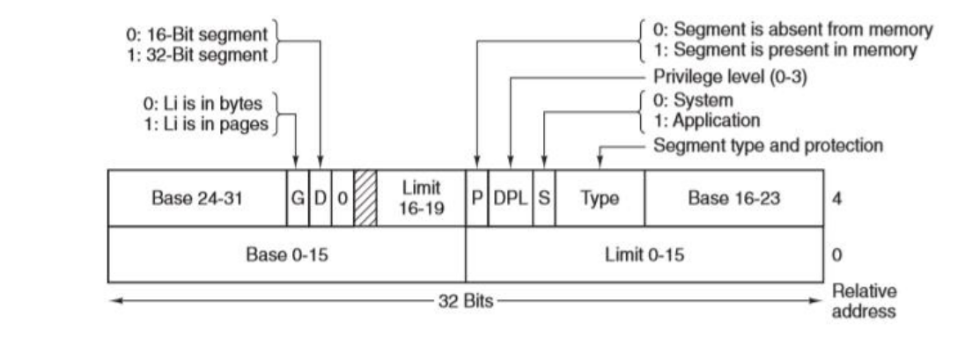 0: 16-Bit segment
1: 32-Bit segment
0: Li is in bytes
1: Li is in pages
0: Segment is absent from memory
1: Segment is present in memory
Privilege level (0-3)
0: System
1: Application
Segment type and protection
Base 24-31
G
D
0
Limit
16-19
P
DPL
S
Type
Base 16-23
4
Base 0-15
Limit 0-15
0
32 Bits
Relative
address